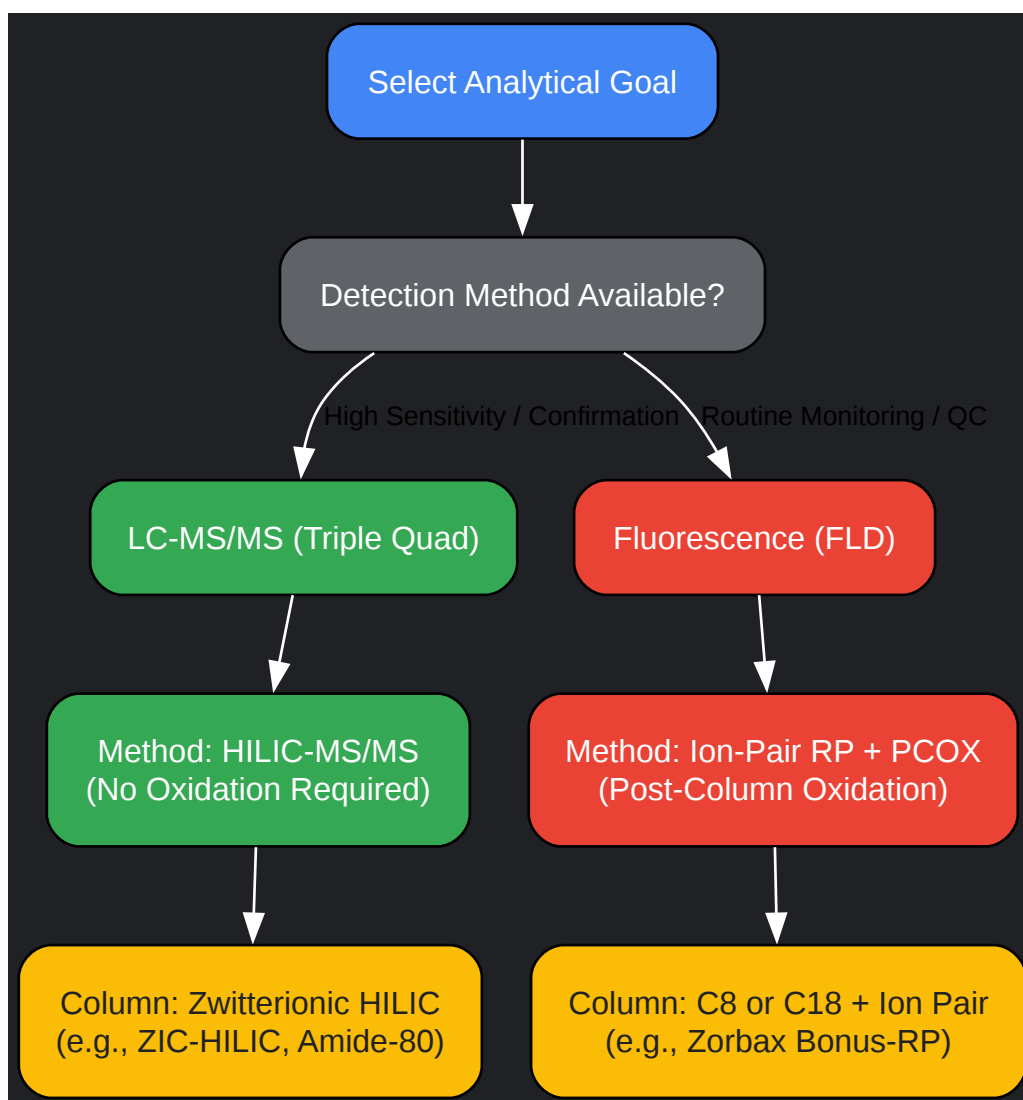 Select Analytical Goal
Detection Method Available?
High Sensitivity / Confirmation
Routine Monitoring / QC
LC-MS/MS (Triple Quad)
Fluorescence (FLD)
Method: HILIC-MS/MS
(No Oxidation Required)
Method: Ion-Pair RP + PCOX
(Post-Column Oxidation)
Column: Zwitterionic HILIC
(e.g., ZIC-HILIC, Amide-80)
Column: C8 or C18 + Ion Pair
(e.g., Zorbax Bonus-RP)